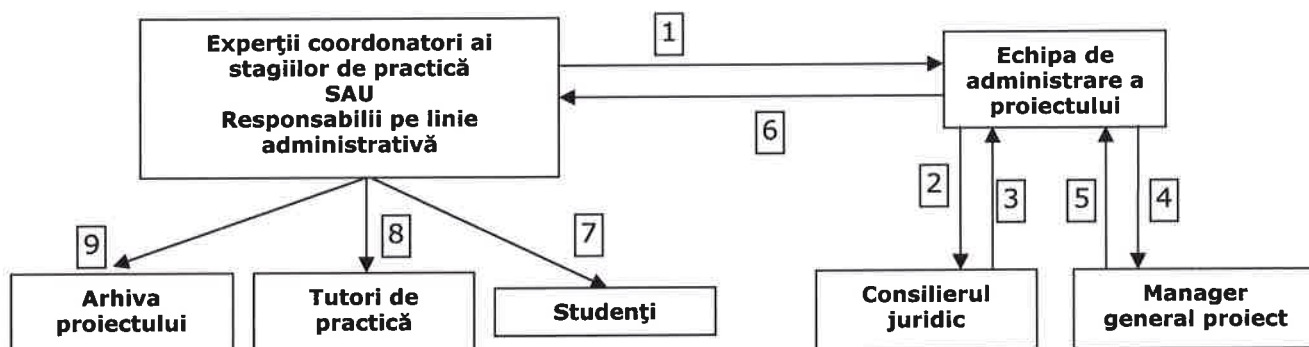 Experţii coordonatori ai
stagiilor de practică
SAU
Responsabilii pe linie
administrativă
1
Echipa de
administrare a
proiectului
6
2
3
5
4
9
8
7
Arhiva
proiectului
Tutori de
practică
Studenţi
Consilierul
juridic
Manager
general proiect